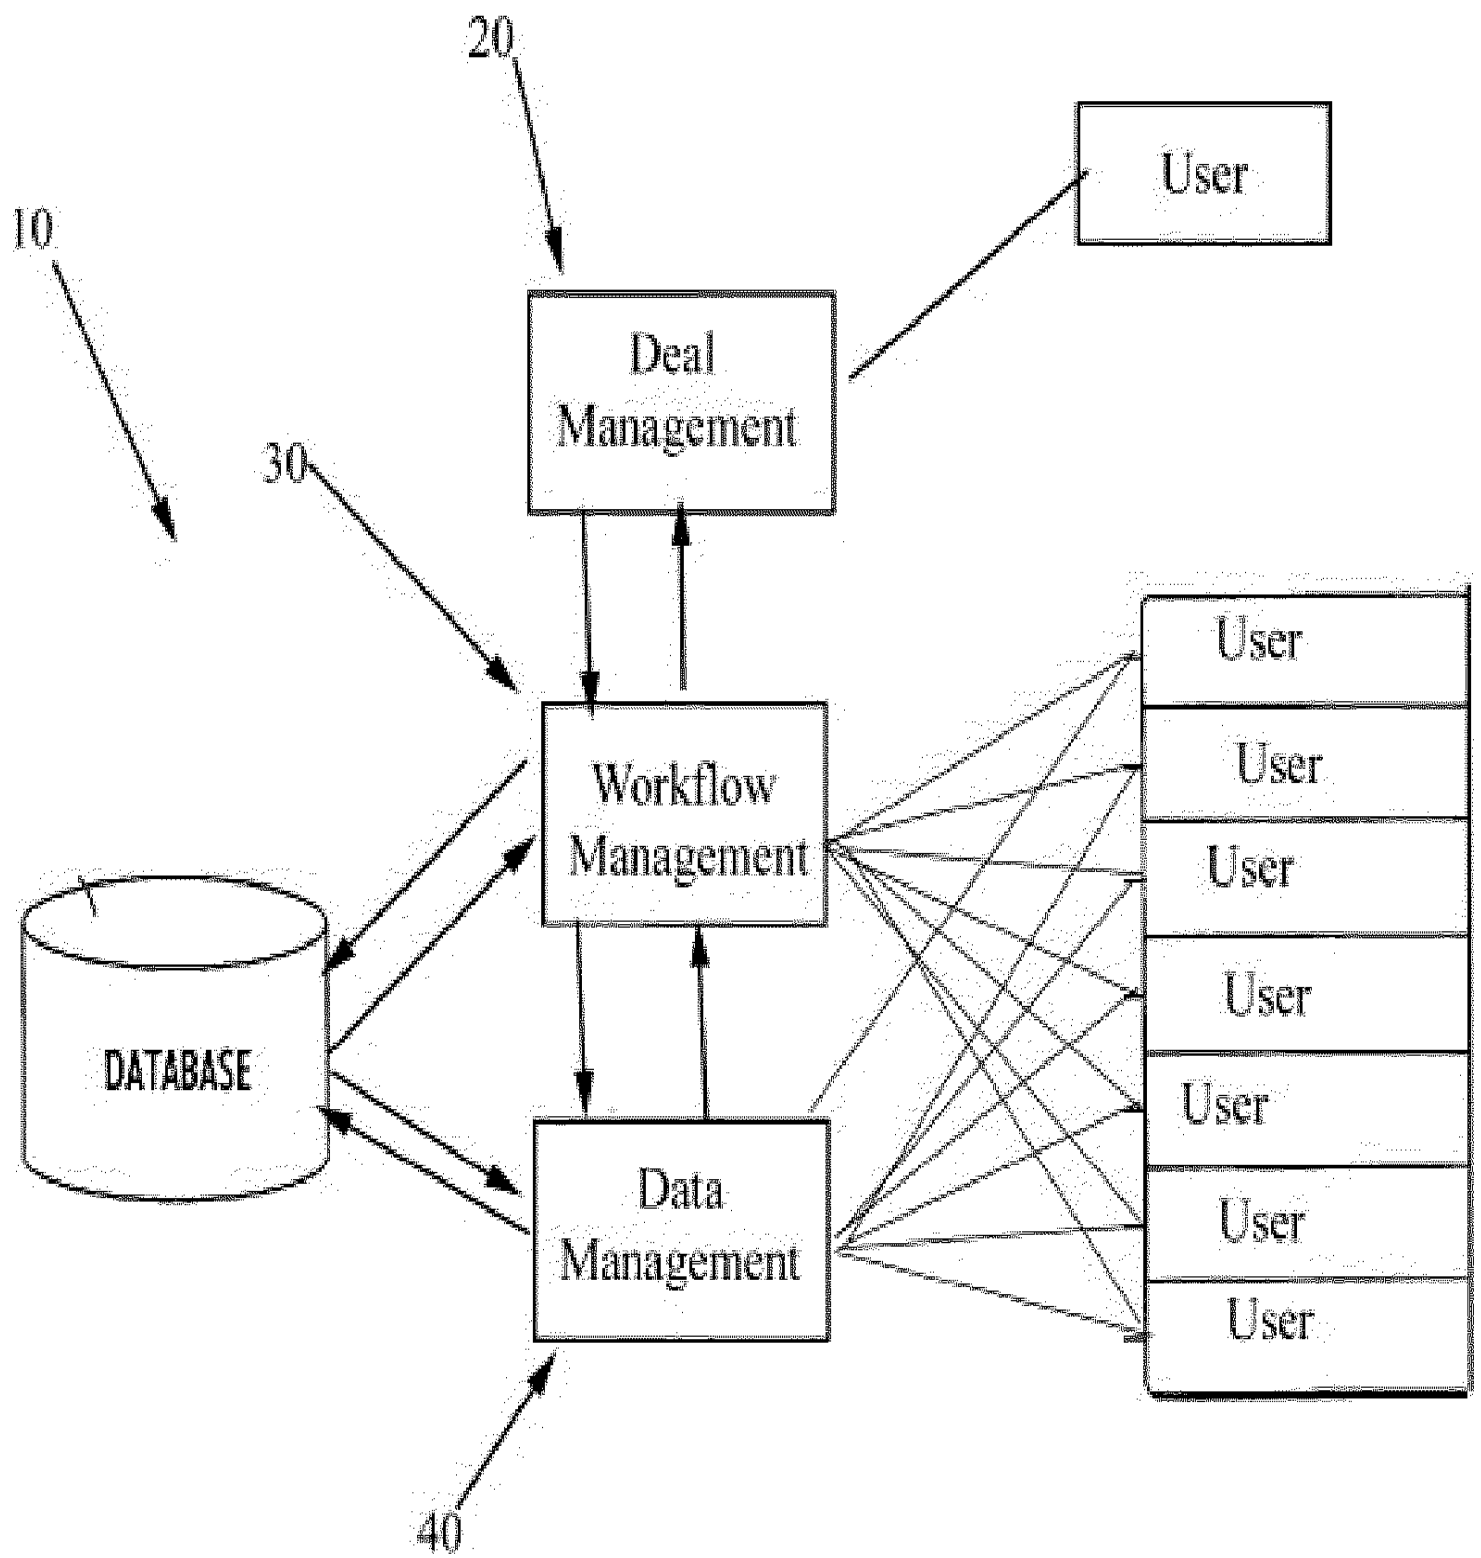 20
User
10
Deal
Management
30
User
Workflow
Management
User
User
User
DATABASE
User
Data
Management
User
User
40